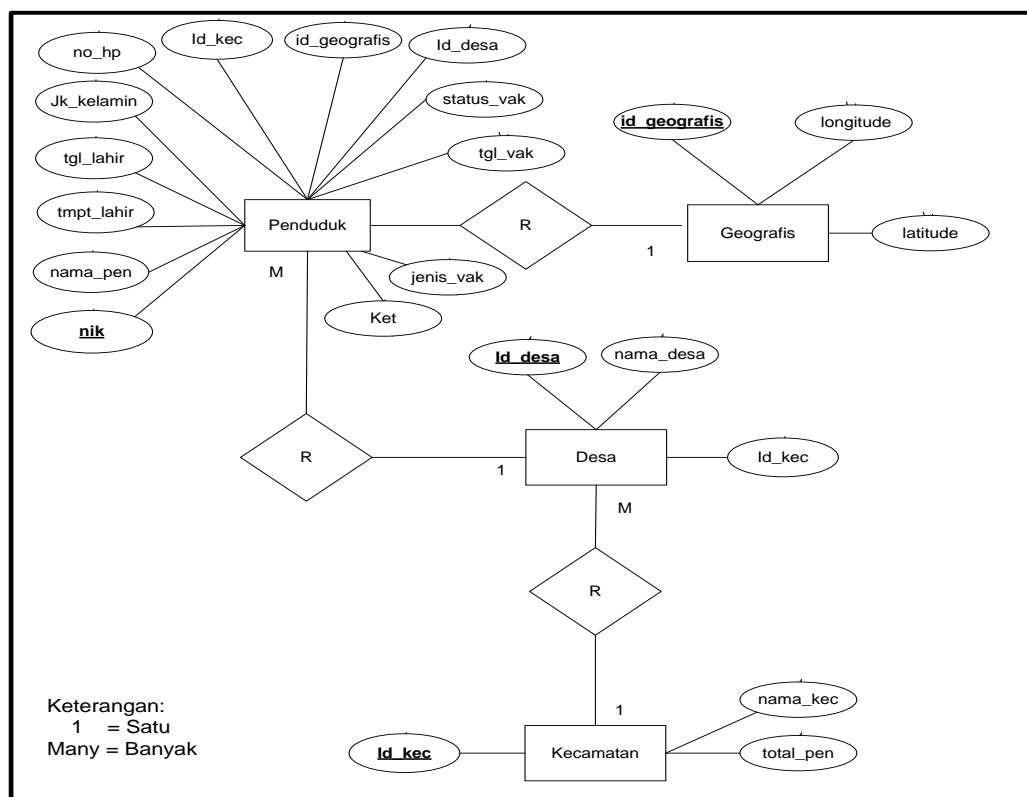 Id_kec
id_geografis
Id_desa
no_hp
status_vak
Jk_kelamin
id_geografis
longitude
tgl_vak
tgl_lahir
tmpt_lahir
Penduduk
R
Geografis
latitude
1
M
nama_pen
jenis_vak
Ket
nik
Id_desa
nama_desa
R
Desa
Id_kec
1
M
R
Keterangan:
1 = Satu
Many = Banyak
1
nama_kec
Id_kec
Kecamatan
total_pen